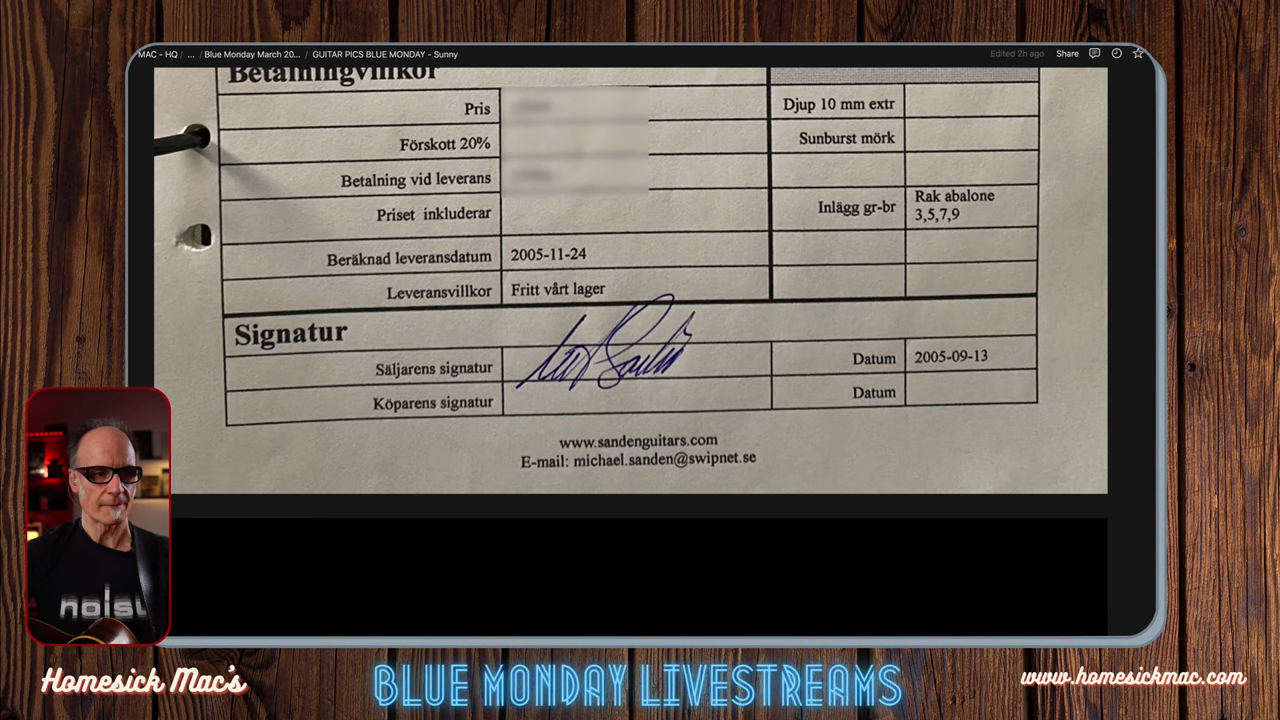 MAC - HQ / ... / Blue Monday March 20... / GUITAR PICS BLUE MONDAY - Sunny
Edited 2h ago Share
Betalningvillkor
Pris
Djup 10 mm extr
Förskott 20%
Sunburst mörk
Betalning vid leverans
Priset inkluderar
Inlägg gr-br
Rak abalone
3,5,7,9
Beräknad leveransdatum 2005-11-24
Leveransvillkor Fritt vårt lager
Signatur
Säljarens signatur
Datum 2005-09-13
Köparens signatur
Datum
www.sandenguitars.com
E-mail: michael.sanden@swipnet.se
Homesick Mac's
BLUE MONDAY LIVESTREAMS
www.homesickmac.com